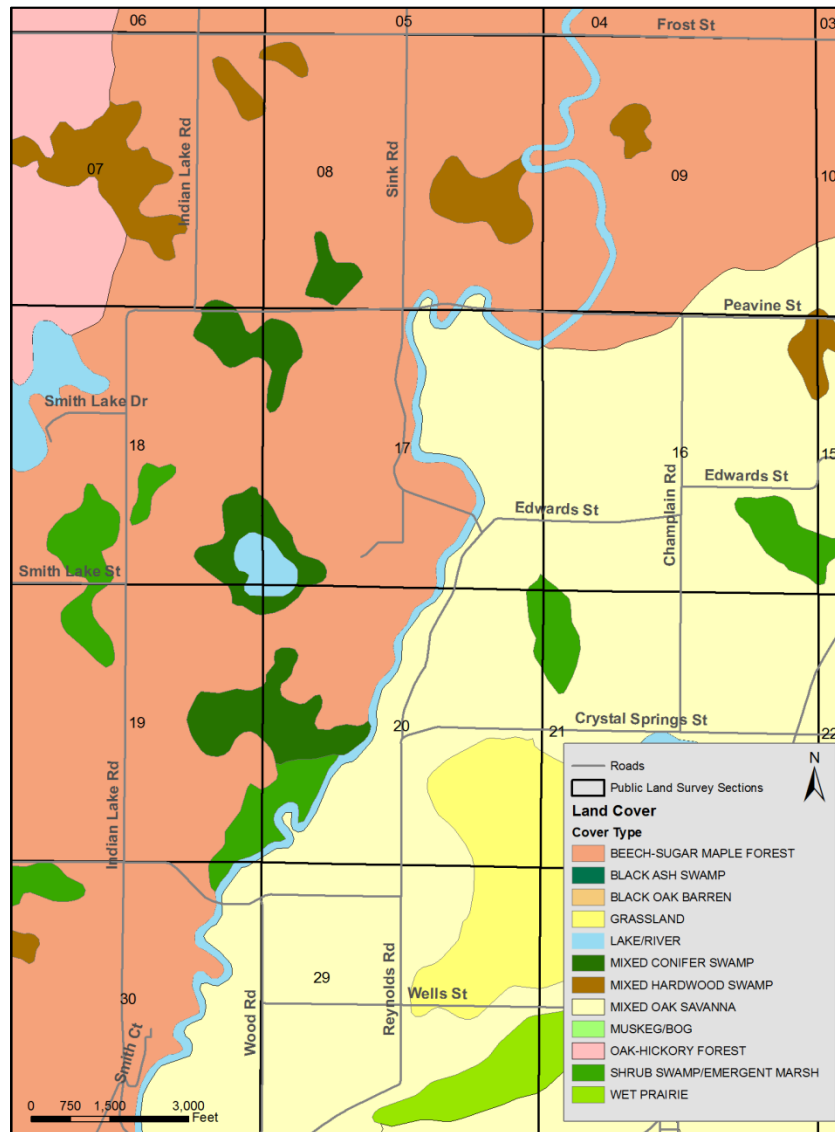 06
05
04
03
Frost St
07
Indian Lake Rd
08
Sink Rd
09
10
Peavine St
Smith Lake Dr
18
17
16
15
Edwards St
Edwards St
Champlain Rd
Smith Lake St
19
20
21
Crystal Springs St
22
Indian Lake Rd
N
Roads
Public Land Survey Sections
Land Cover
Cover Type
BEECH-SUGAR MAPLE FOREST
BLACK ASH SWAMP
BLACK OAK BARREN
GRASSLAND
LAKE/RIVER
MIXED CONIFER SWAMP
MIXED HARDWOOD SWAMP
MIXED OAK SAVANNA
MUSKEG/BOG
OAK-HICKORY FOREST
SHRUB SWAMP/EMERGENT MARSH
WET PRAIRIE
30
29
Wells St
Wood Rd
Reynolds Rd
Smith Ct
0 750 1,500 3,000
Feet